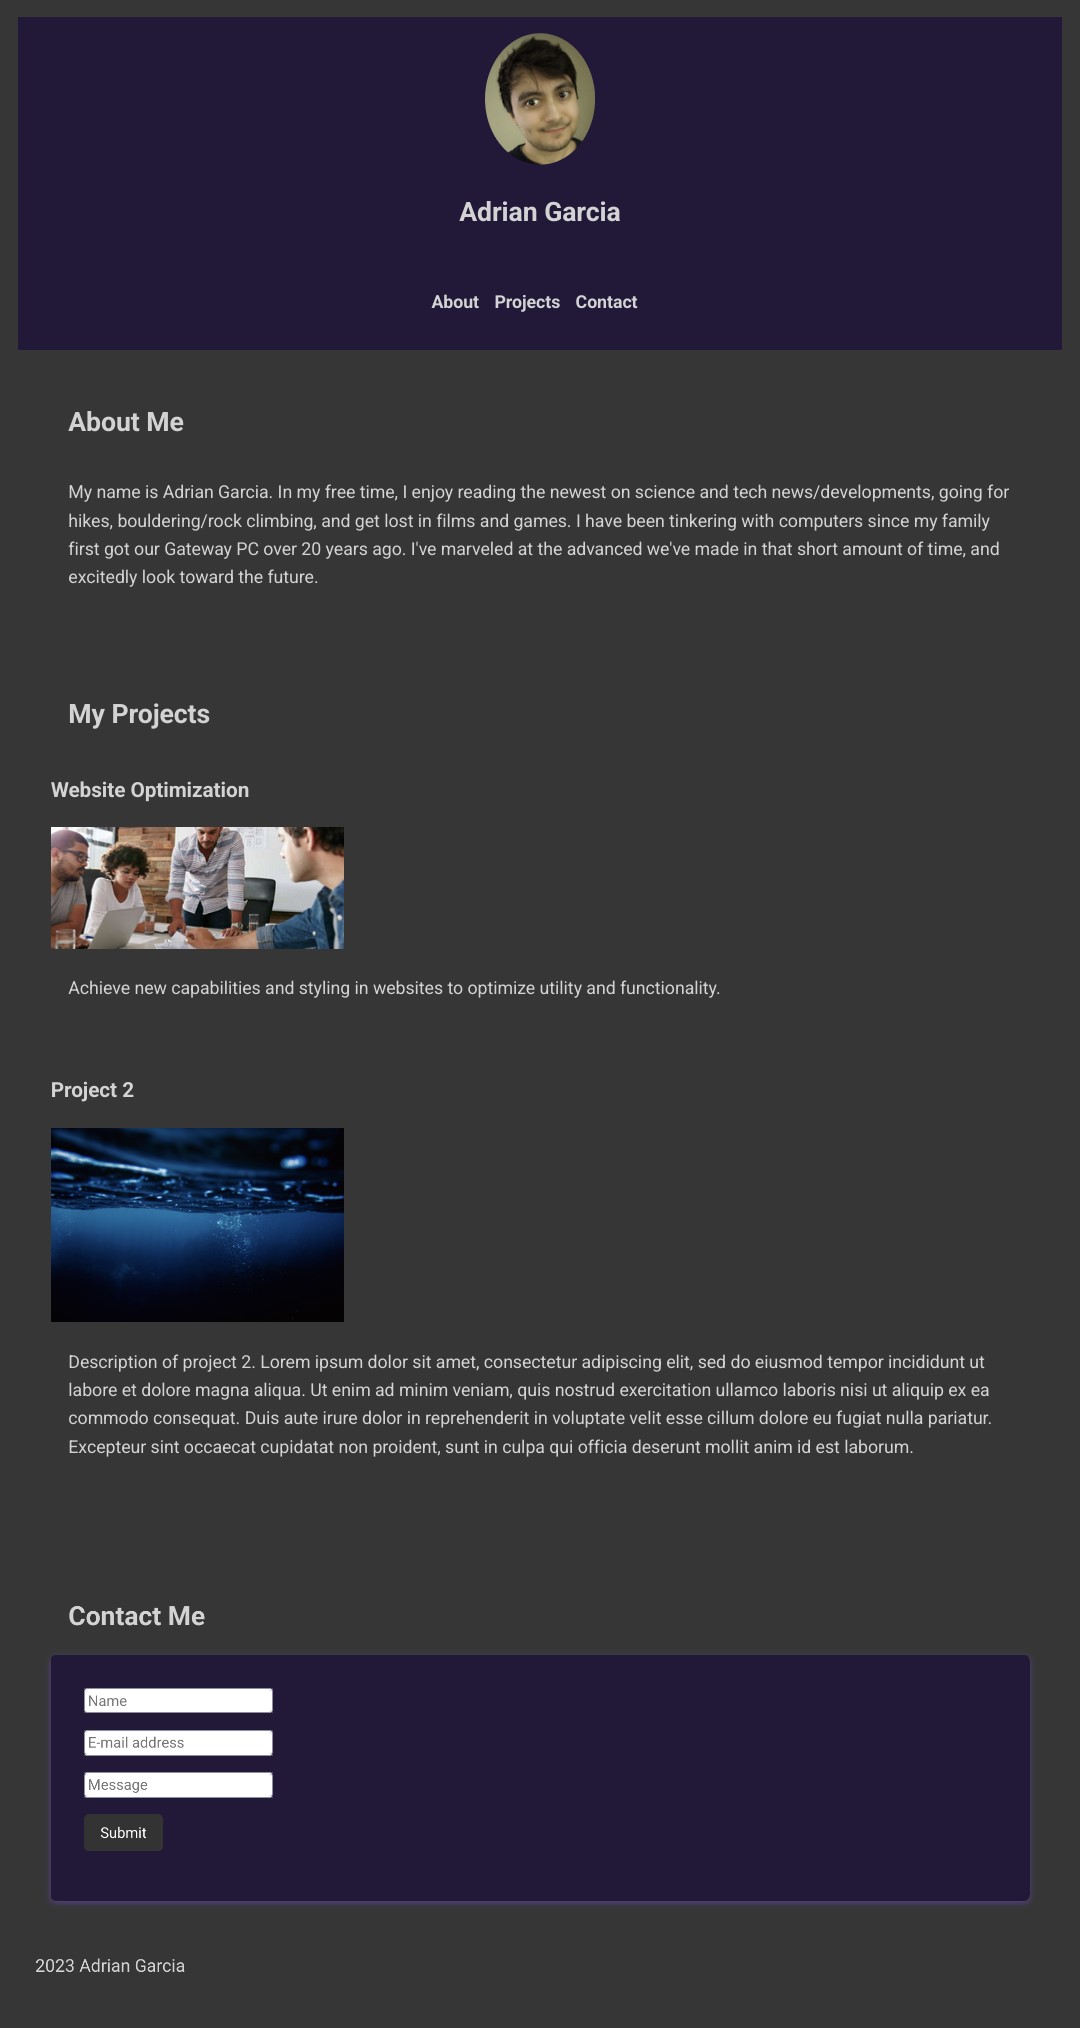 Adrian Garcia
About Projects Contact
About Me
My name is Adrian Garcia. In my free time, I enjoy reading the newest on science and tech news/developments, going for
hikes, bouldering/rock climbing, and get lost in films and games. I have been tinkering with computers since my family
first got our Gateway PC over 20 years ago. I've marveled at the advanced we've made in that short amount of time, and
excitedly look toward the future.
My Projects
Website Optimization
Achieve new capabilities and styling in websites to optimize utility and functionality.
Project 2
Description of project 2. Lorem ipsum dolor sit amet, consectetur adipiscing elit, sed do eiusmod tempor incididunt ut
labore et dolore magna aliqua. Ut enim ad minim veniam, quis nostrud exercitation ullamco laboris nisi ut aliquip ex ea
commodo consequat. Duis aute irure dolor in reprehenderit in voluptate velit esse cillum dolore eu fugiat nulla pariatur.
Excepteur sint occaecat cupidatat non proident, sunt in culpa qui officia deserunt mollit anim id est laborum.
Contact Me
Name
E-mail address
Message
Submit
2023 Adrian Garcia